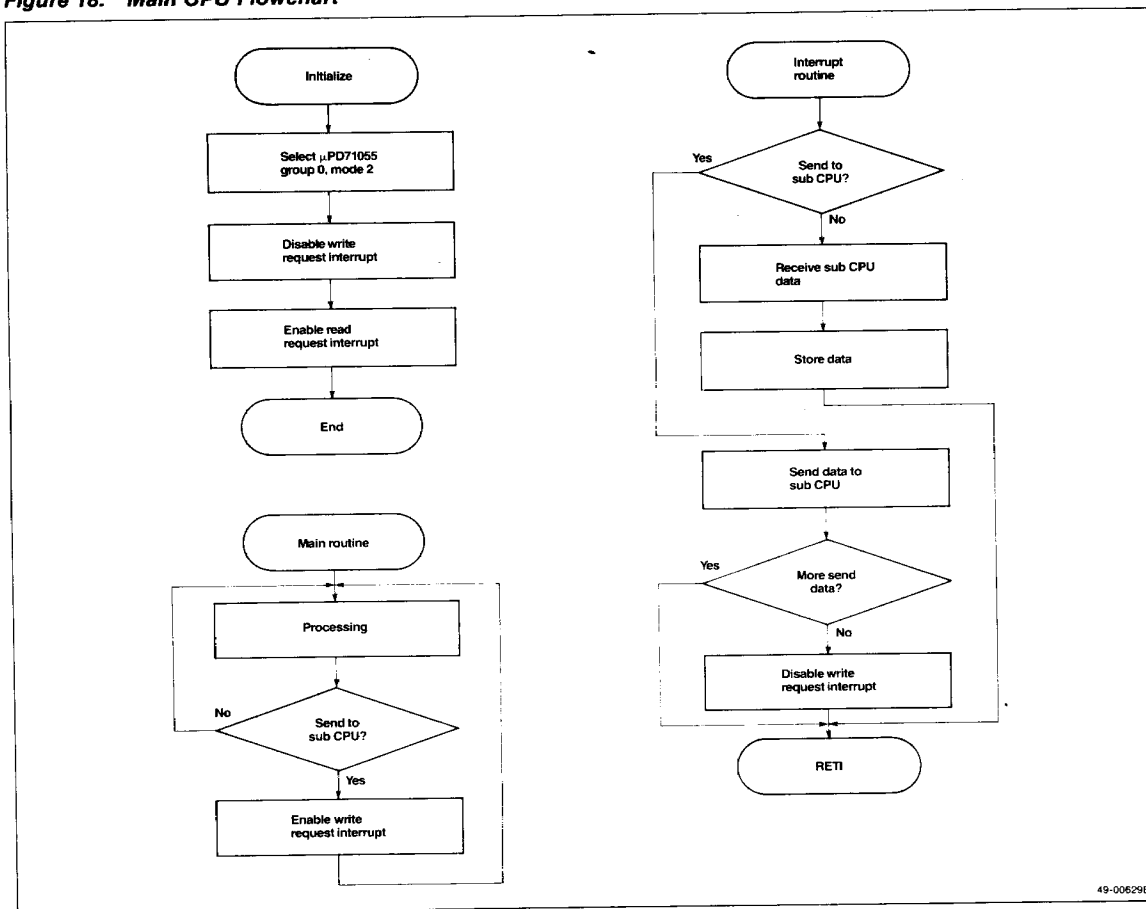 Figure 18. Main CPU Flowchart
Initialize
Select μPD71055
group 0, mode 2
Disable write
request interrupt
Enable read
request interrupt
End
Main routine
Processing
No
Send to
sub CPU?
Yes
Enable write
request interrupt
Interrupt
routine
Yes
Send to
sub CPU?
No
Receive sub CPU
data
Store data
Send data to
sub CPU
Yes
More send
data?
No
Disable write
request interrupt
RETI
49-006298